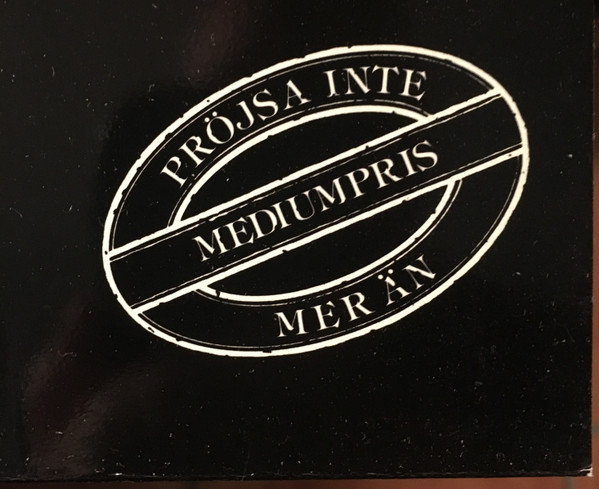 PRÖJSA INTE
MEDIUMPRIS
MER ÄN